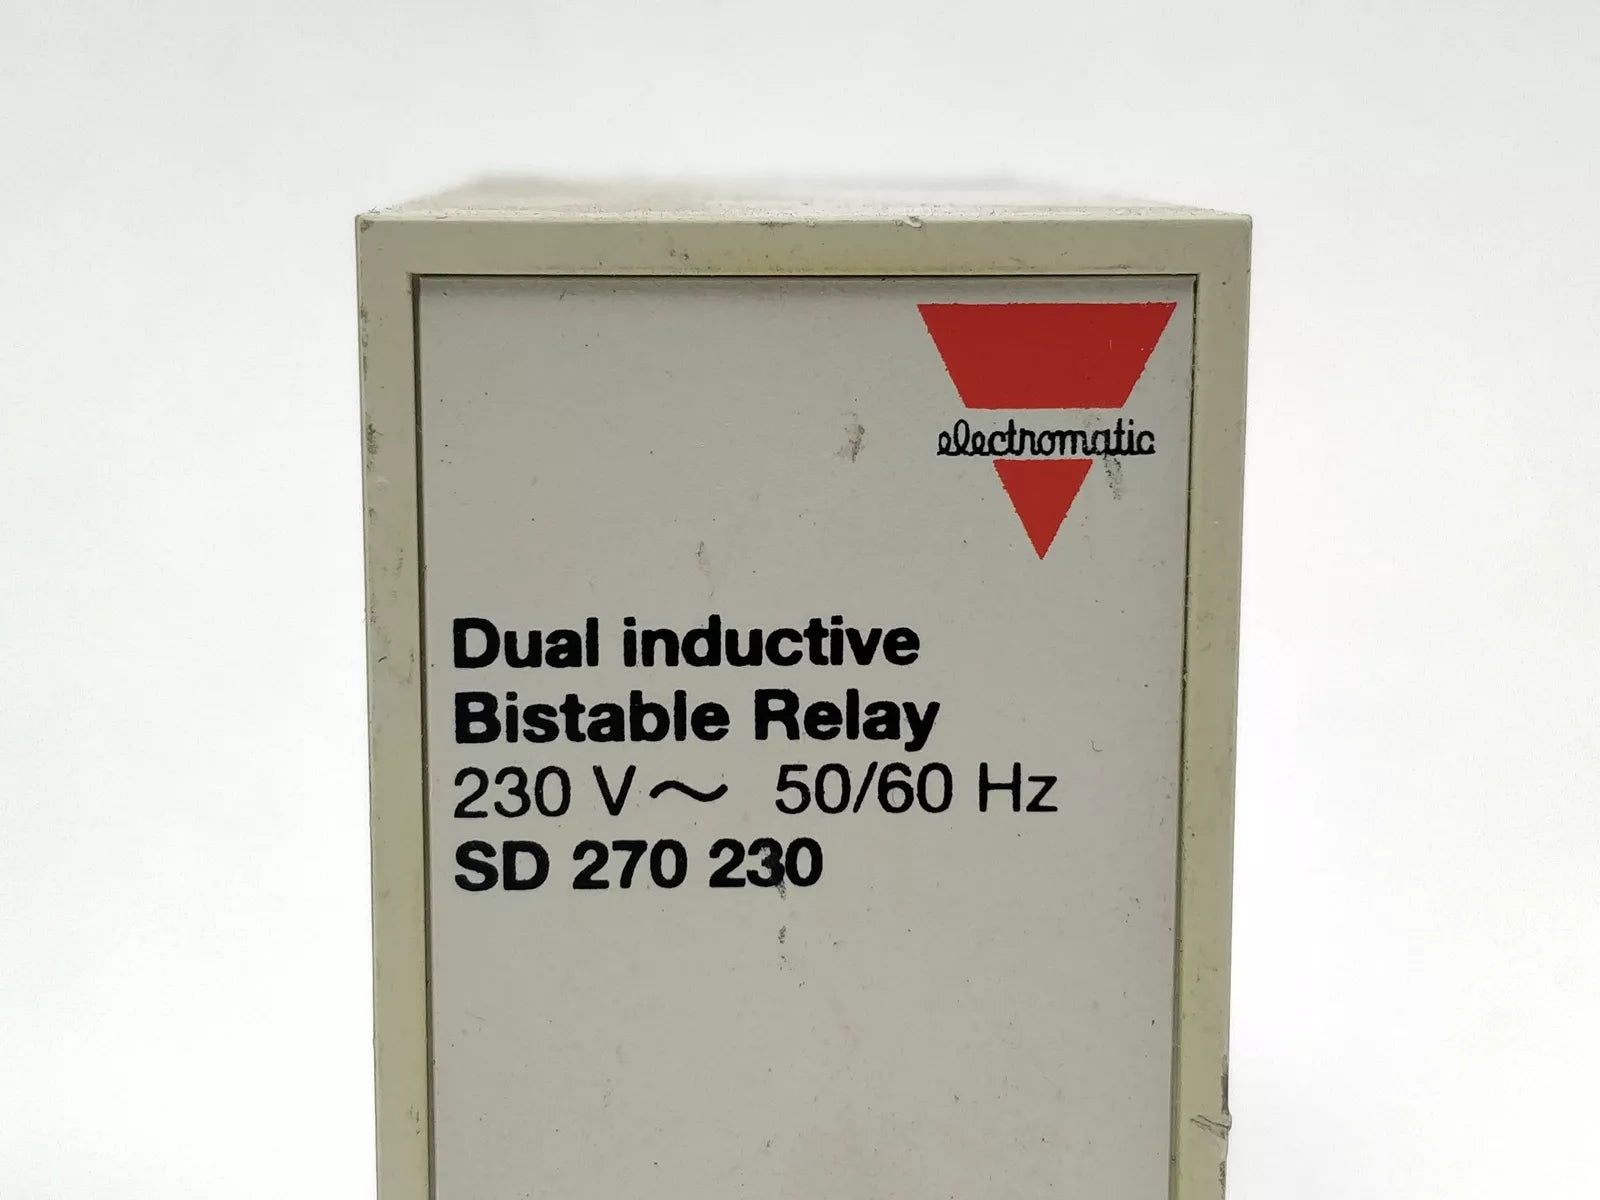 electromatic
Dual inductive
Bistable Relay
230 V~ 50/60 Hz
SD 270 230